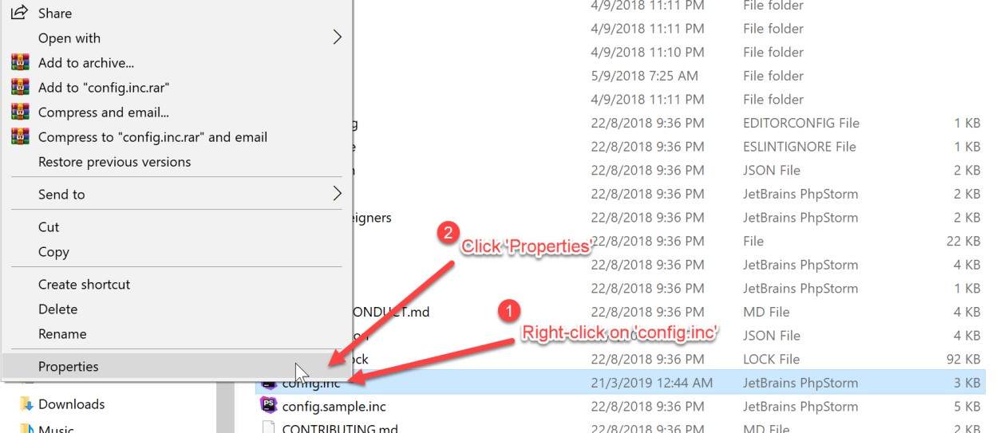 Share
Open with
Add to archive...
Add to "config.inc.rar"
Compress and email...
Compress to "config.inc.rar" and email
Restore previous versions
Send to
Cut
Copy
Create shortcut
Delete
Rename
Properties
Downloads
Music
4/9/2018 11:11 PM File folder
4/9/2018 11:11 PM File folder
4/9/2018 11:10 PM File folder
5/9/2018 7:25 AM File folder
4/9/2018 11:11 PM File folder
22/8/2018 9:36 PM EDITORCONFIG File 1 KB
22/8/2018 9:36 PM ESLINTIGNORE File 1 KB
22/8/2018 9:36 PM JSON File 2 KB
22/8/2018 9:36 PM JetBrains PhpStorm 2 KB
eigners 22/8/2018 9:36 PM JetBrains PhpStorm 2 KB
2 Click 'Properties'
22/8/2018 9:36 PM File 22 KB
22/8/2018 9:36 PM JetBrains PhpStorm 4 KB
22/8/2018 9:36 PM JetBrains PhpStorm 1 KB
ONDUCT.md 22/8/2018 9:36 PM MD File 4 KB
1 Right-click on 'config.inc'
JSON File 4 KB
ock 22/8/2018 9:36 PM LOCK File 92 KB
config.inc 21/3/2019 12:44 AM JetBrains PhpStorm 3 KB
PS config.sample.inc 22/8/2018 9:36 PM JetBrains PhpStorm 5 KB
CONTRIBUTING.md 22/8/2018 9:36 PM MD File 2 KB